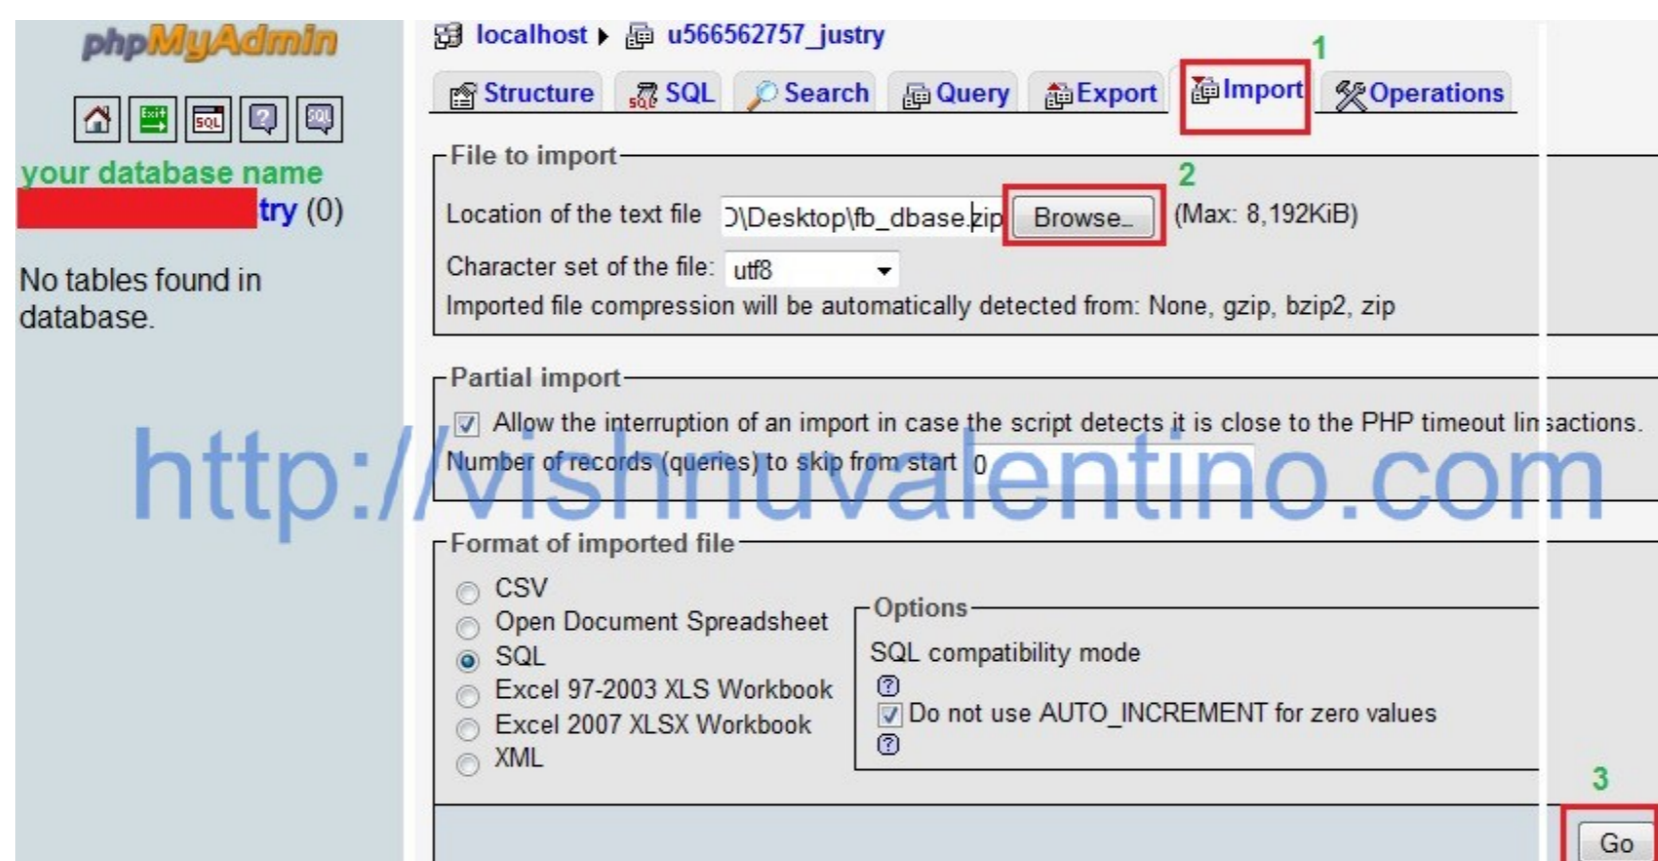 phpMyAdmin
Exit SQL ? SQL
your database name
try (0)
No tables found in
database.
localhost u566562757_justry
1
Structure SQL Search Query Export Import Operations
File to import
2
Location of the text file \Desktop\fb_dbase.zip Browse... (Max: 8,192KiB)
Character set of the file: utf8
Imported file compression will be automatically detected from: None, gzip, bzip2, zip
Partial import
Allow the interruption of an import in case the script detects it is close to the PHP timeout lim sactions.
Number of records (queries) to skip from start 0
http://vishnuvalentino.com
Format of imported file
CSV
Open Document Spreadsheet
SQL
Excel 97-2003 XLS Workbook
Excel 2007 XLSX Workbook
XML
Options
SQL compatibility mode
?
Do not use AUTO_INCREMENT for zero values
?
3
Go